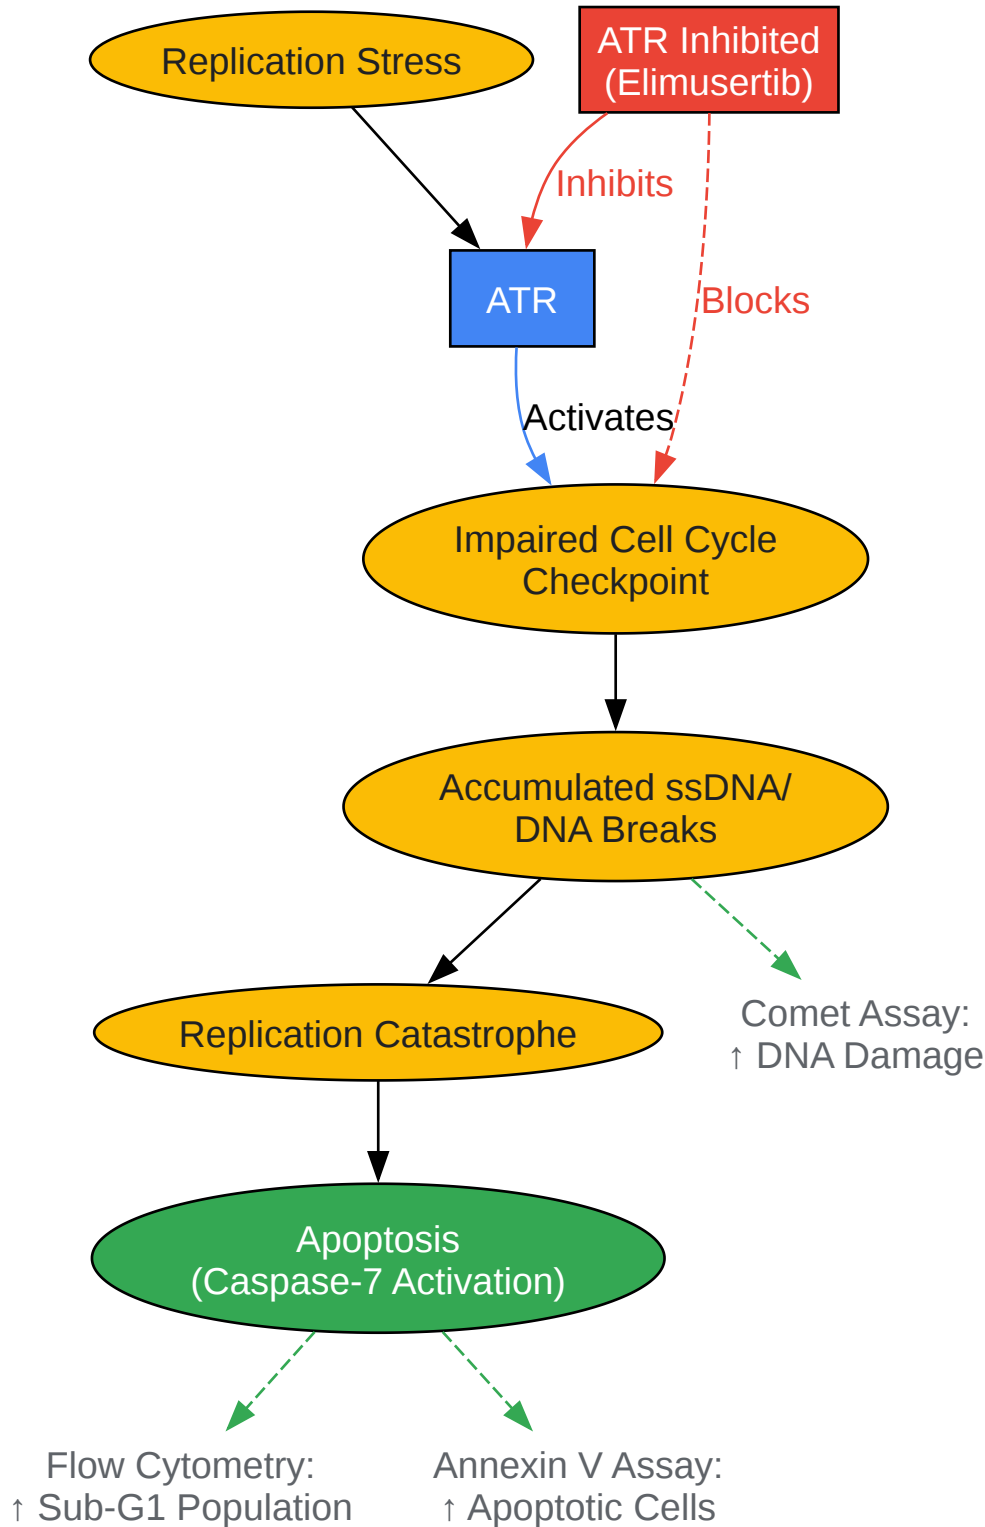 Replication Stress
ATR Inhibited
(Elimusertib)
Inhibits
ATR
Blocks
Activates
Impaired Cell Cycle
Checkpoint
Accumulated ssDNA/
DNA Breaks
Replication Catastrophe
Comet Assay:
↑ DNA Damage
Apoptosis
(Caspase-7 Activation)
Flow Cytometry:
↑ Sub-G1 Population
Annexin V Assay:
↑ Apoptotic Cells